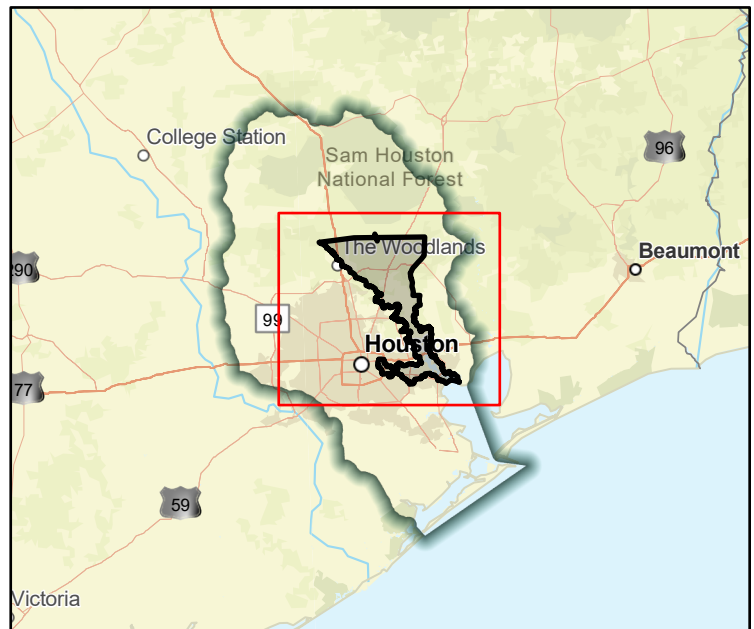 College Station
Sam Houston
National Forest
96
The Woodlands
Beaumont
290
99
Houston
77
59
Victoria